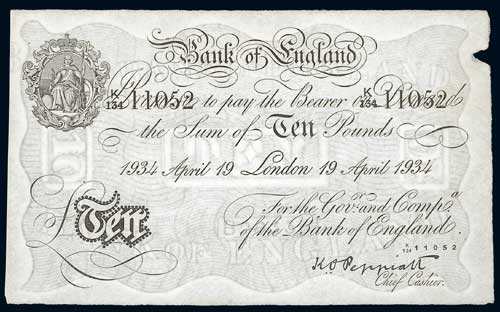 Bank of England
K/134 11052 K/134 11052
Promise to pay the Bearer on Demand
the Sum of Ten Pounds
1934 April 19 London 19 April 1934
For the Govr. and Compa.
of the Bank of England.
K/134 11052
£Ten
K.O. Peppiatt
Chief Cashier.